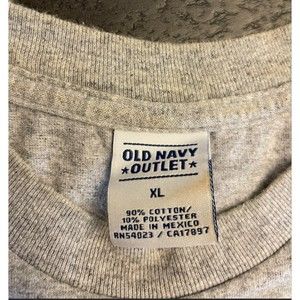 OLD NAVY
★OUTLET★
XL
90% COTTON/
10% POLYESTER
MADE IN MEXICO
RN54023 / CA17897